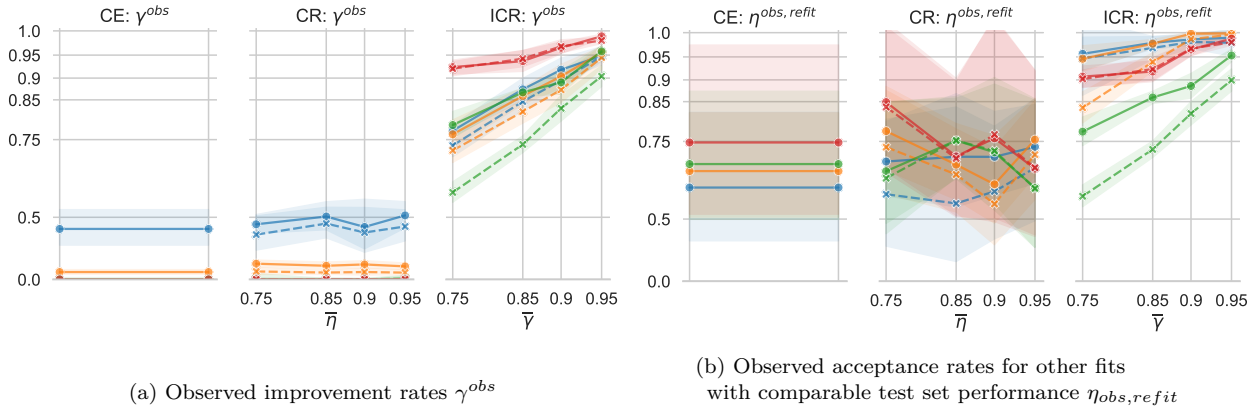 CE: γ^obs
CR: γ^obs
ICR: γ^obs
1.0
0.95
0.9
0.85
0.75
0.5
0.0
0.75 0.85 0.9 0.95
η̅
0.75 0.85 0.9 0.95
γ̅
(a) Observed improvement rates γ^obs
CE: η^obs,refit
CR: η^obs,refit
ICR: η^obs,refit
1.0
0.95
0.9
0.85
0.75
0.5
0.0
0.75 0.85 0.9 0.95
η̅
0.75 0.85 0.9 0.95
γ̅
(b) Observed acceptance rates for other fits
with comparable test set performance η_obs,refit